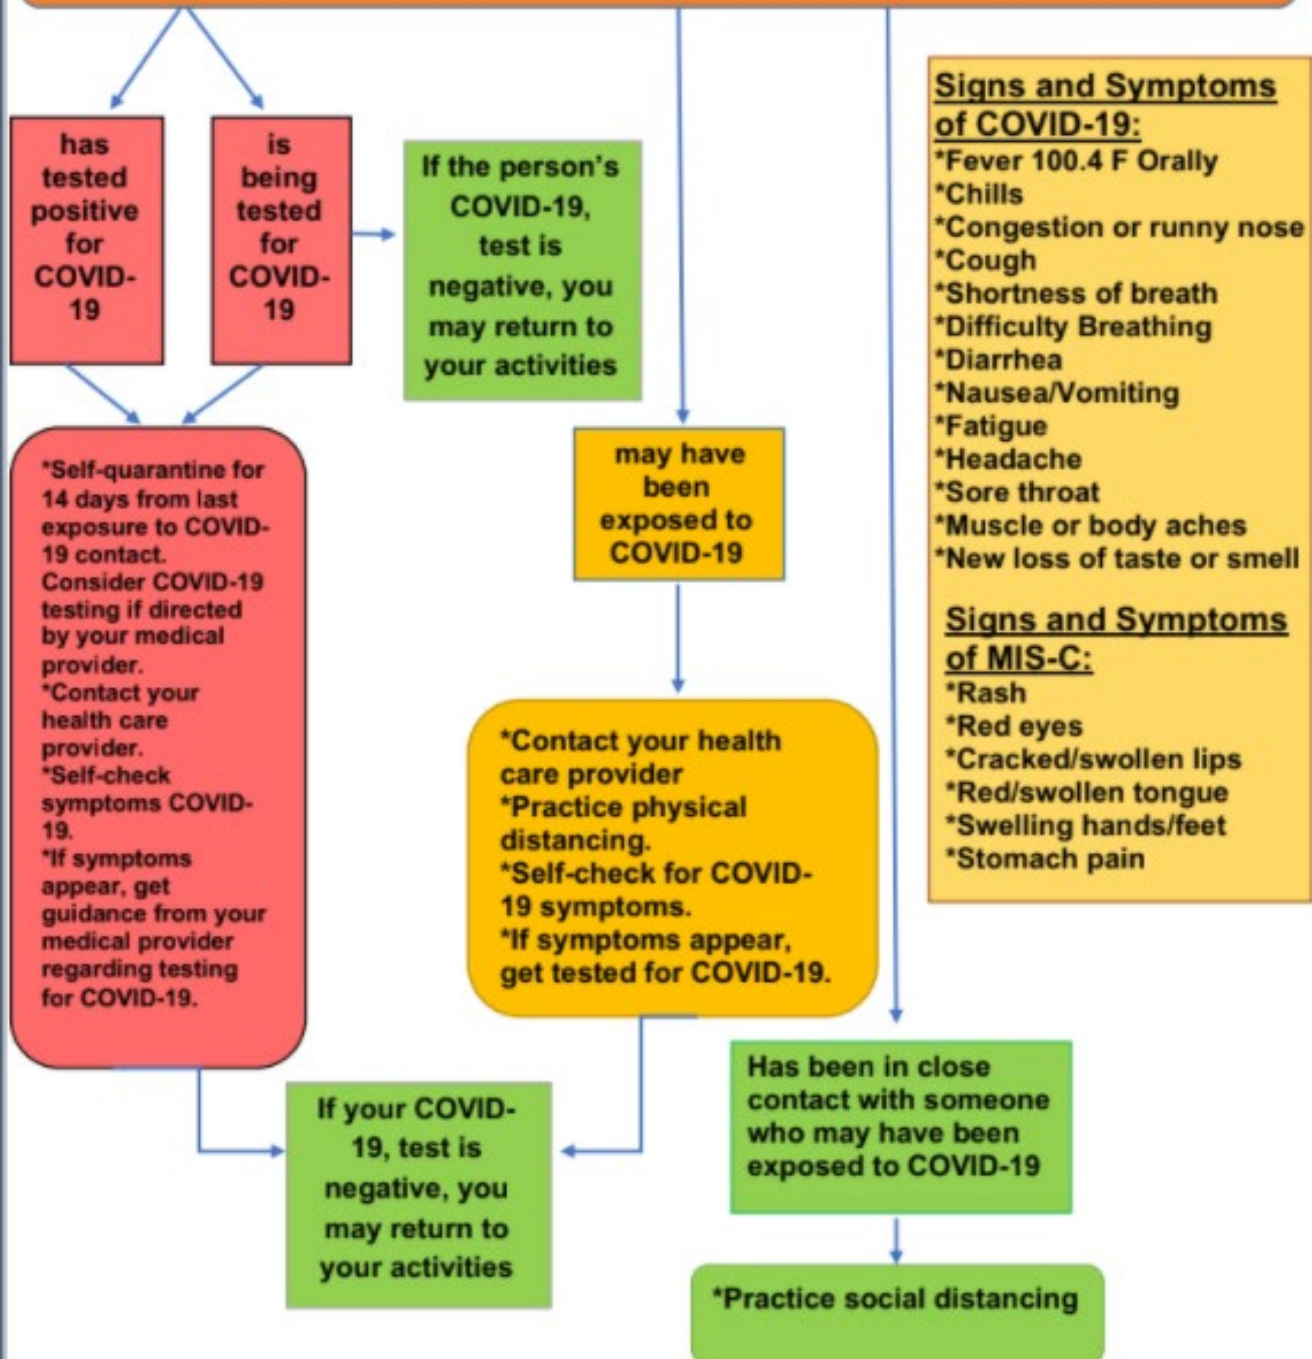 has
tested
positive
for
COVID-
19
is
being
tested
for
COVID-
19
If the person's
COVID-19,
test is
negative, you
may return to
your activities
*Self-quarantine for
14 days from last
exposure to COVID-
19 contact.
Consider COVID-19
testing if directed
by your medical
provider.
*Contact your
health care
provider.
*Self-check
symptoms COVID-
19.
*If symptoms
appear, get
guidance from your
medical provider
regarding testing
for COVID-19.
may have
been
exposed to
COVID-19
*Contact your health
care provider
*Practice physical
distancing.
*Self-check for COVID-
19 symptoms.
*If symptoms appear,
get tested for COVID-19.
If your COVID-
19, test is
negative, you
may return to
your activities
Has been in close
contact with someone
who may have been
exposed to COVID-19
*Practice social distancing
Signs and Symptoms
of COVID-19:
*Fever 100.4 F Orally
*Chills
*Congestion or runny nose
*Cough
*Shortness of breath
*Difficulty Breathing
*Diarrhea
*Nausea/Vomiting
*Fatigue
*Headache
*Sore throat
*Muscle or body aches
*New loss of taste or smell
Signs and Symptoms
of MIS-C:
*Rash
*Red eyes
*Cracked/swollen lips
*Red/swollen tongue
*Swelling hands/feet
*Stomach pain